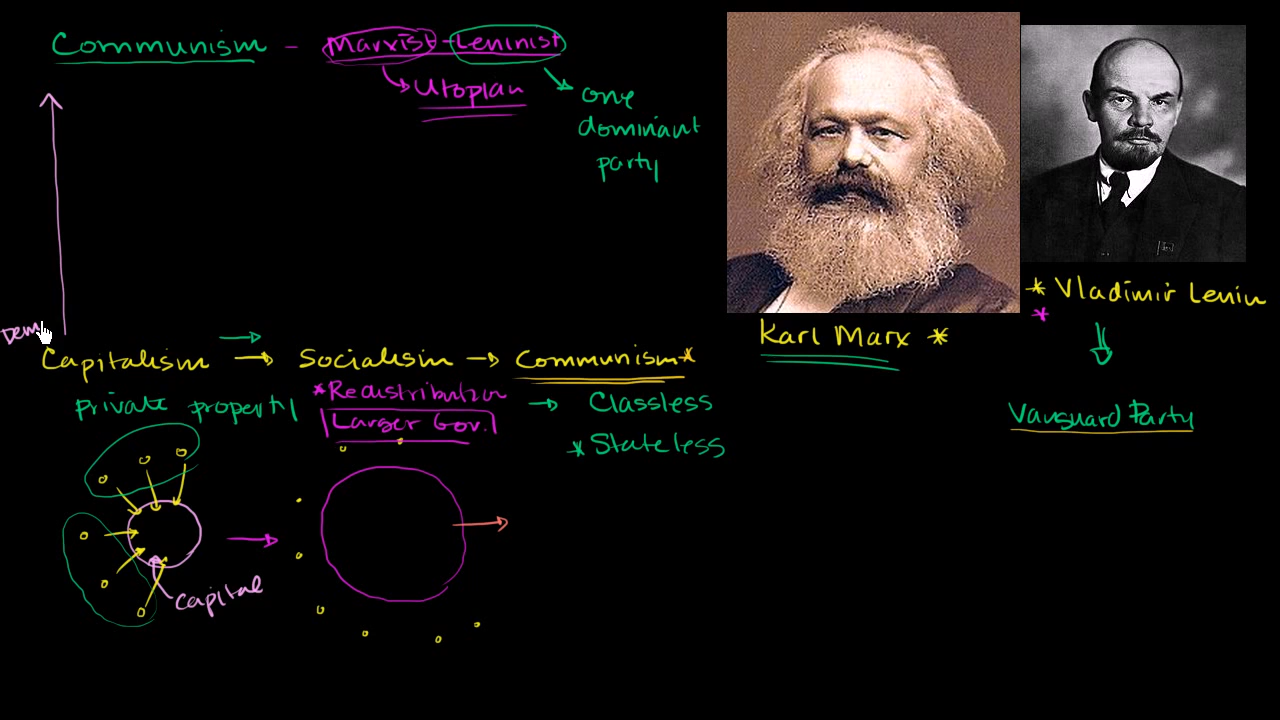 Communism - Marxist-Leninist
Utopian
one
dominant
party
* Vladimir Lenin
*
Karl Marx *
Dem
Capitalism → Socialism → Communism*
private property
*Redistribution
Larger Gov.
→ Classless
* Stateless
Vanguard Party
Capital